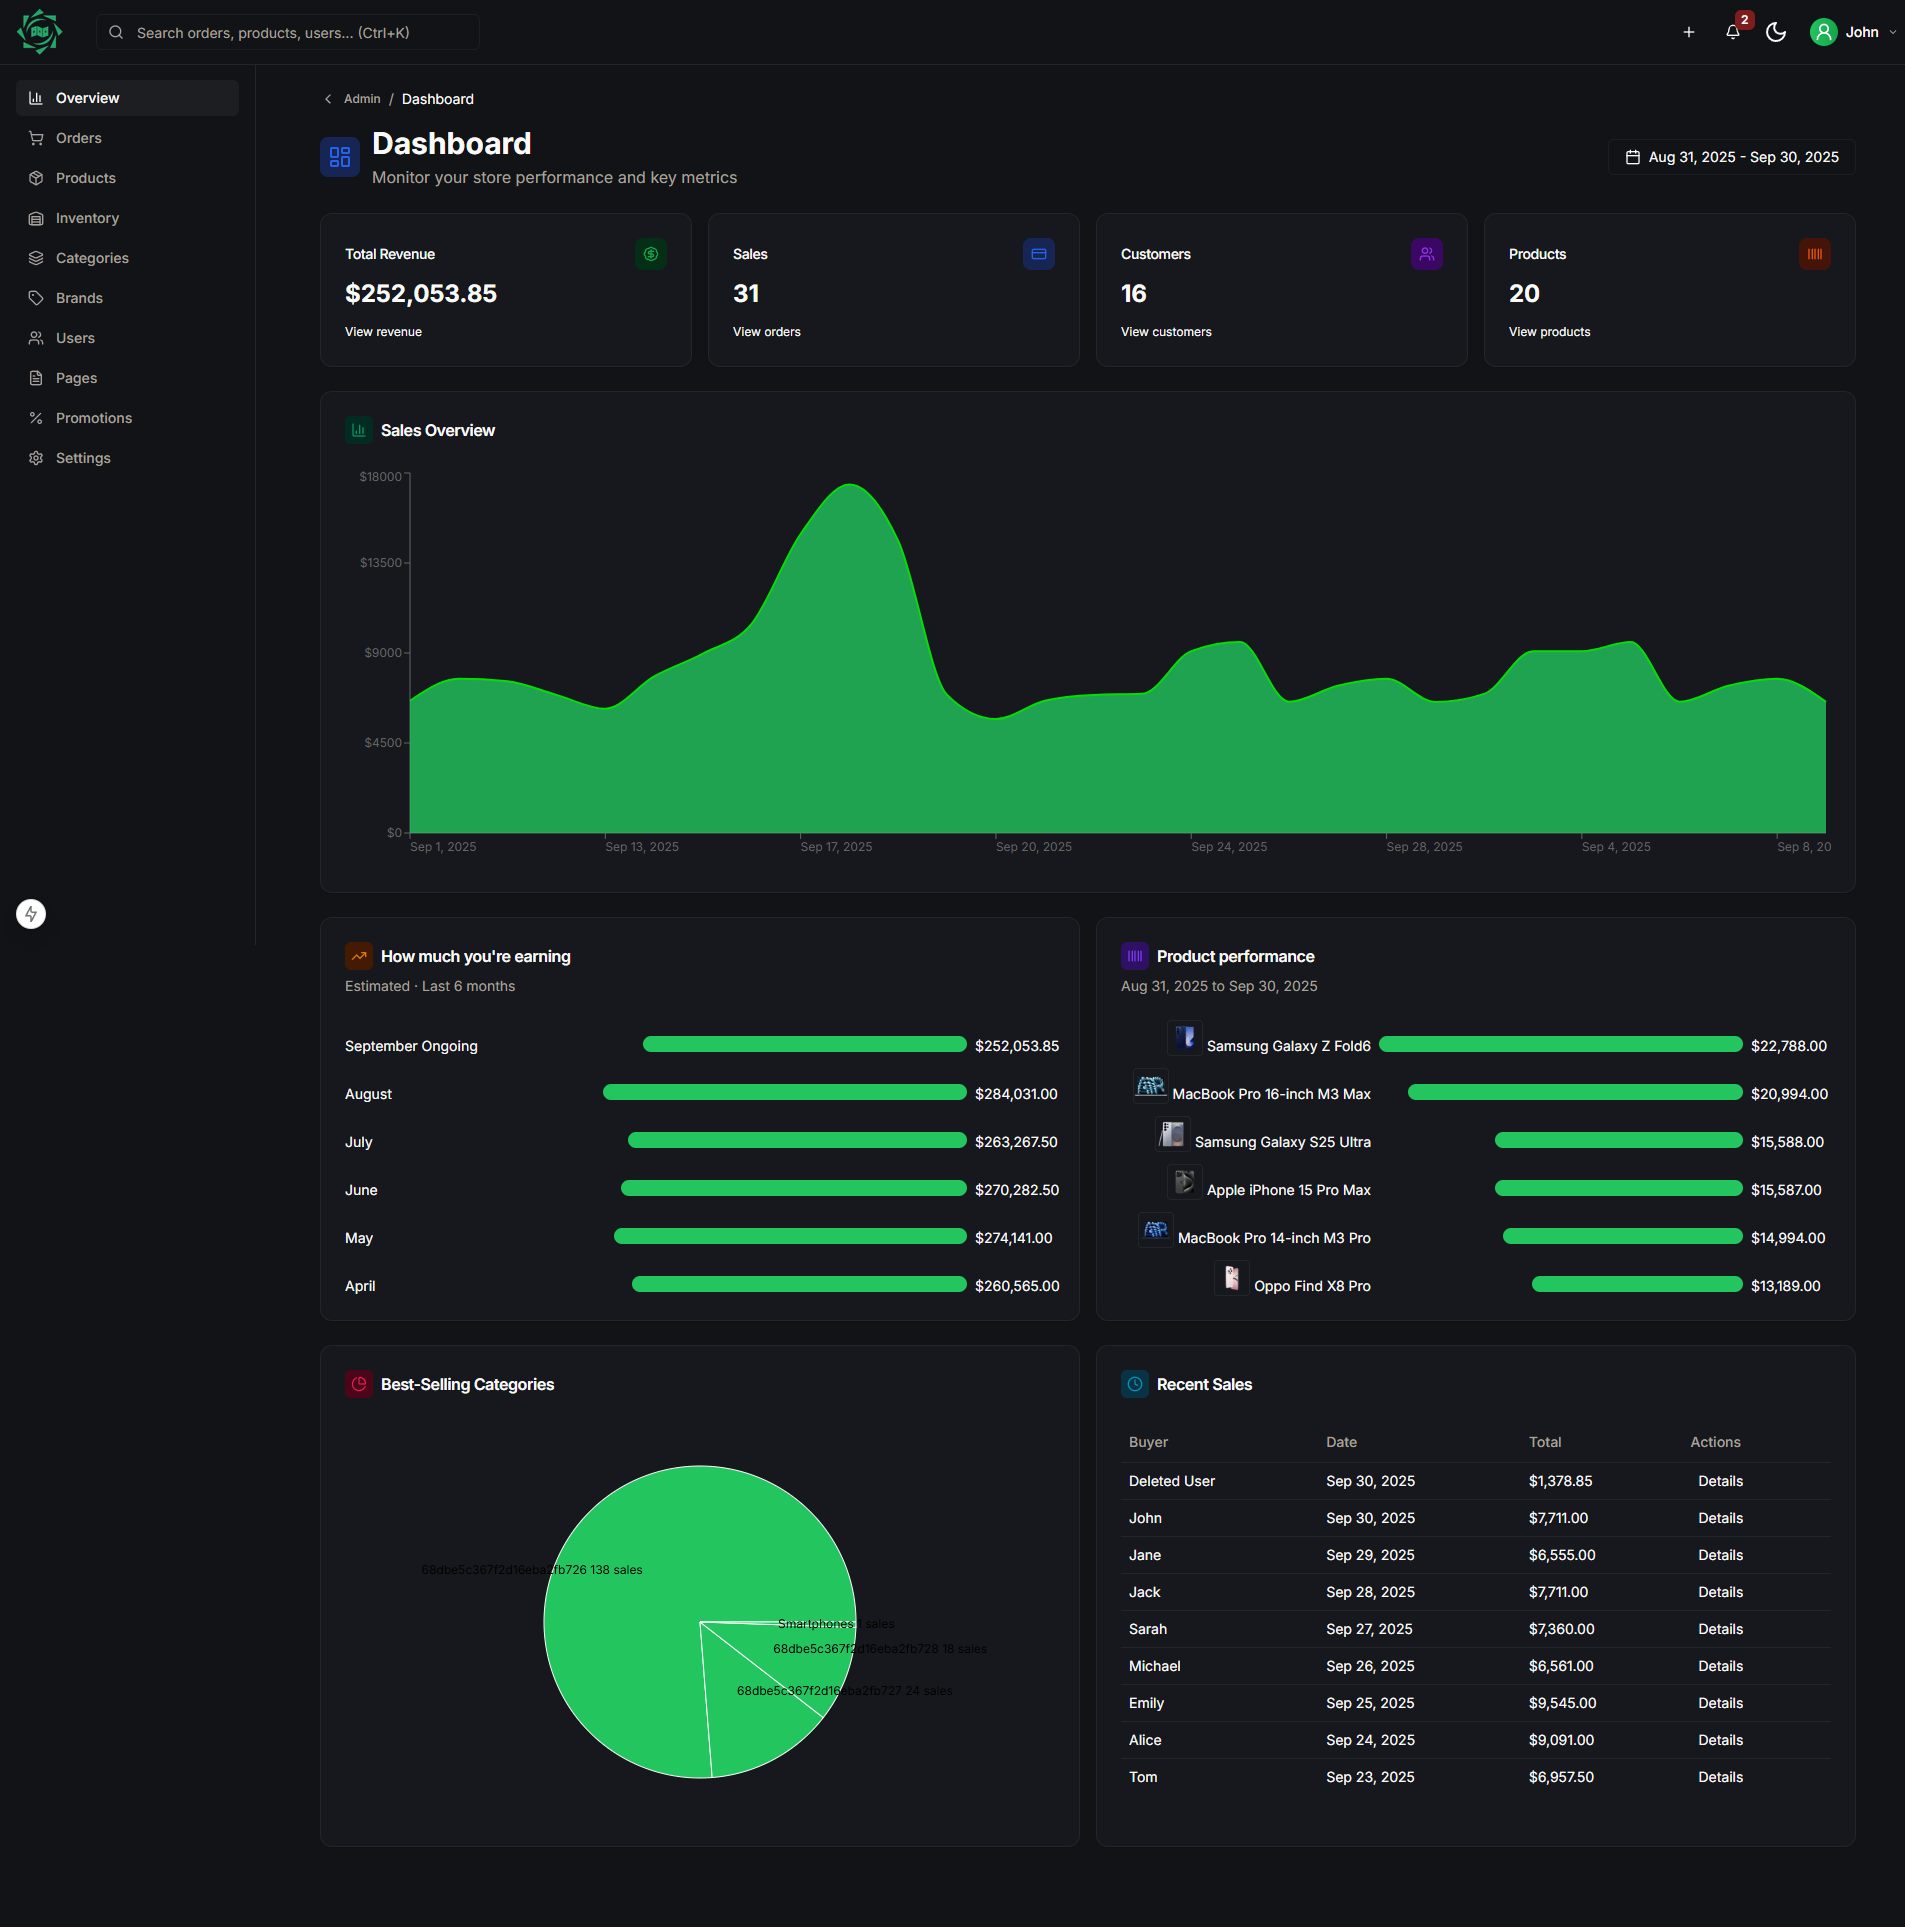 Search orders, products, users... (Ctrl+K)
2
John
Overview
Orders
Products
Inventory
Categories
Brands
Users
Pages
Promotions
Settings
Admin / Dashboard
Dashboard
Monitor your store performance and key metrics
Aug 31, 2025 - Sep 30, 2025
Total Revenue
$252,053.85
View revenue
Sales
31
View orders
Customers
16
View customers
Products
20
View products
Sales Overview
$18000
$13500
$9000
$4500
$0
Sep 1, 2025 Sep 13, 2025 Sep 17, 2025 Sep 20, 2025 Sep 24, 2025 Sep 28, 2025 Sep 4, 2025 Sep 8, 20
How much you're earning
Estimated · Last 6 months
September Ongoing $252,053.85
August $284,031.00
July $263,267.50
June $270,282.50
May $274,141.00
April $260,565.00
Product performance
Aug 31, 2025 to Sep 30, 2025
Samsung Galaxy Z Fold6 $22,788.00
MacBook Pro 16-inch M3 Max $20,994.00
Samsung Galaxy S25 Ultra $15,588.00
Apple iPhone 15 Pro Max $15,587.00
MacBook Pro 14-inch M3 Pro $14,994.00
Oppo Find X8 Pro $13,189.00
Best-Selling Categories
68dbe5c367f2d16eba2fb726 138 sales
Smartphones 1 sales
68dbe5c367f2d16eba2fb728 18 sales
68dbe5c367f2d16eba2fb727 24 sales
Recent Sales
Buyer Date Total Actions
Deleted User Sep 30, 2025 $1,378.85 Details
John Sep 30, 2025 $7,711.00 Details
Jane Sep 29, 2025 $6,555.00 Details
Jack Sep 28, 2025 $7,711.00 Details
Sarah Sep 27, 2025 $7,360.00 Details
Michael Sep 26, 2025 $6,561.00 Details
Emily Sep 25, 2025 $9,545.00 Details
Alice Sep 24, 2025 $9,091.00 Details
Tom Sep 23, 2025 $6,957.50 Details